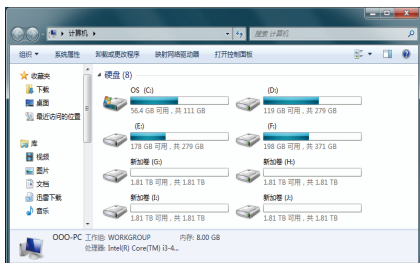 计算机
搜索 计算机
组织 系统属性 卸载或更改程序 映射网络驱动器 打开控制面板
收藏夹
下载
桌面
最近访问的位置
库
视频
图片
文档
迅雷下载
音乐
硬盘 (8)
OS (C:)
56.4 GB 可用，共 111 GB
(D:)
119 GB 可用，共 279 GB
(E:)
178 GB 可用，共 279 GB
(F:)
198 GB 可用，共 371 GB
新加卷 (G:)
1.81 TB 可用，共 1.81 TB
新加卷 (H:)
1.81 TB 可用，共 1.81 TB
新加卷 (I:)
1.81 TB 可用，共 1.81 TB
新加卷 (J:)
1.81 TB 可用，共 1.81 TB
OOO-PC 工作组: WORKGROUP 内存: 8.00 GB
处理器: Intel(R) Core(TM) i3-4...